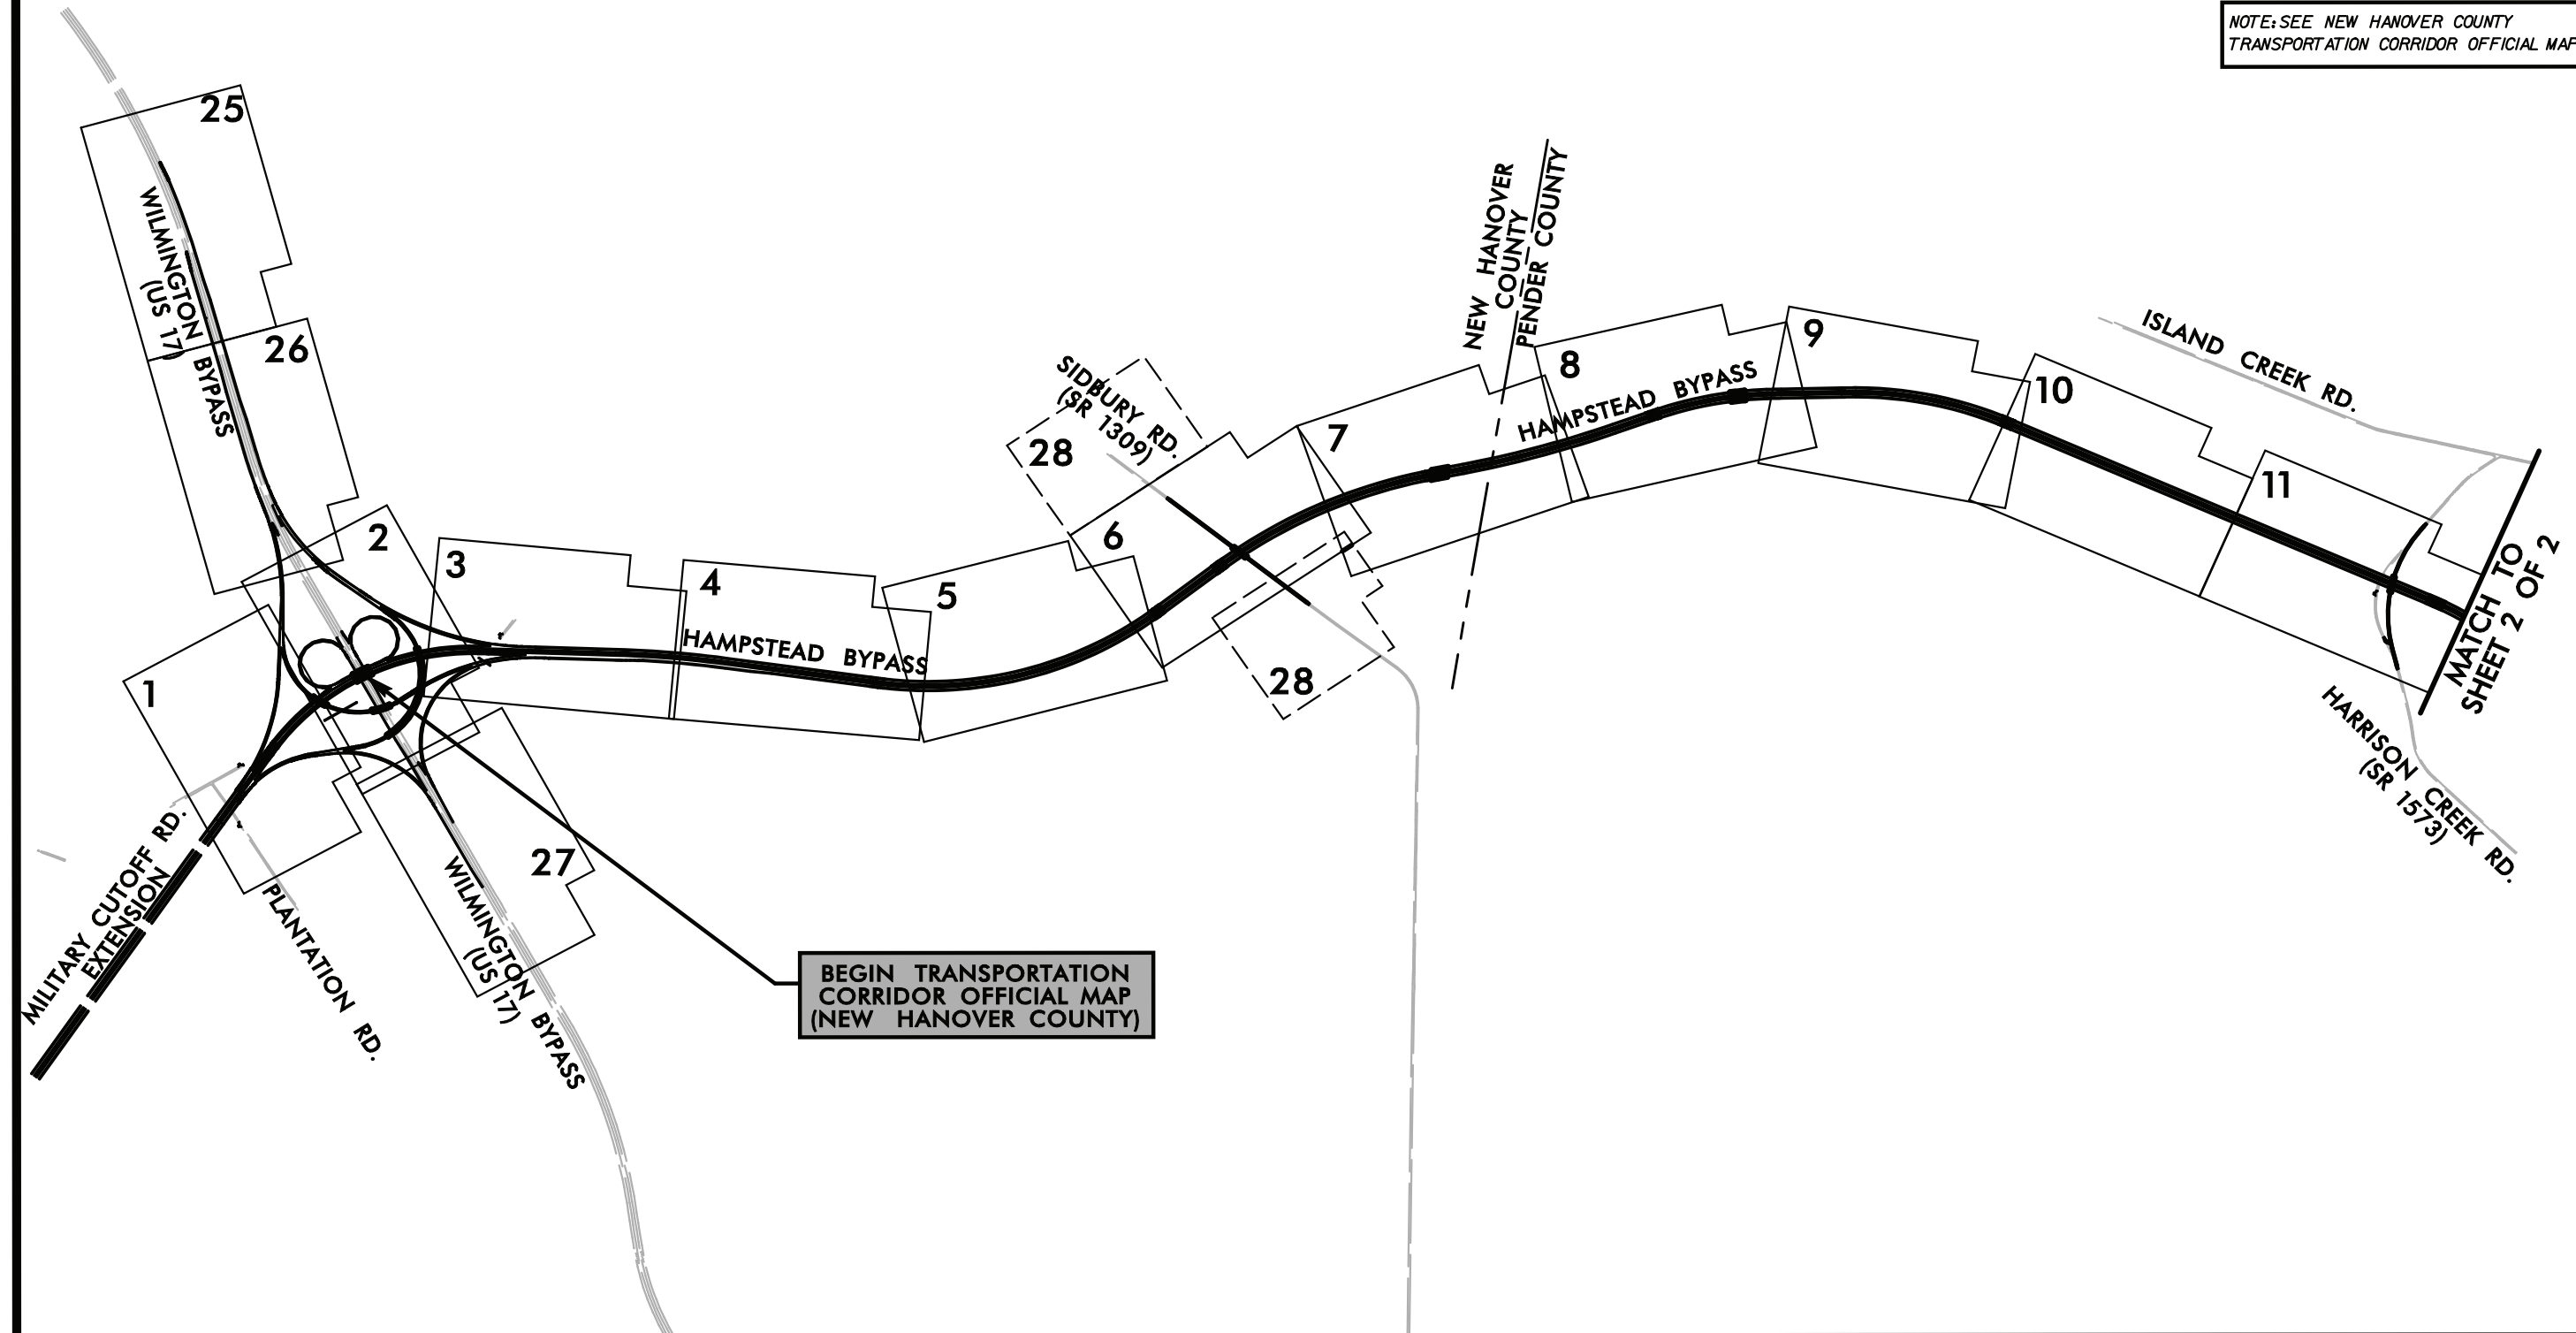 NOTE: SEE NEW HANOVER COUNTY
TRANSPORTATION CORRIDOR OFFICIAL MAP
25
WILMINGTON BYPASS
(US 17)
26
2
1
3
4
5
6
28
SIDBURY RD.
(SR 1309)
28
7
NEW HANOVER
COUNTY
PENDER COUNTY
8
9
10
11
HAMPSTEAD BYPASS
HAMPSTEAD BYPASS
ISLAND CREEK RD.
MATCH TO
SHEET 2 OF 2
HARRISON CREEK RD.
(SR 1573)
MILITARY CUTOFF RD.
EXTENSION
PLANTATION RD.
27
WILMINGTON BYPASS
(US 17)
BEGIN TRANSPORTATION
CORRIDOR OFFICIAL MAP
(NEW HANOVER COUNTY)